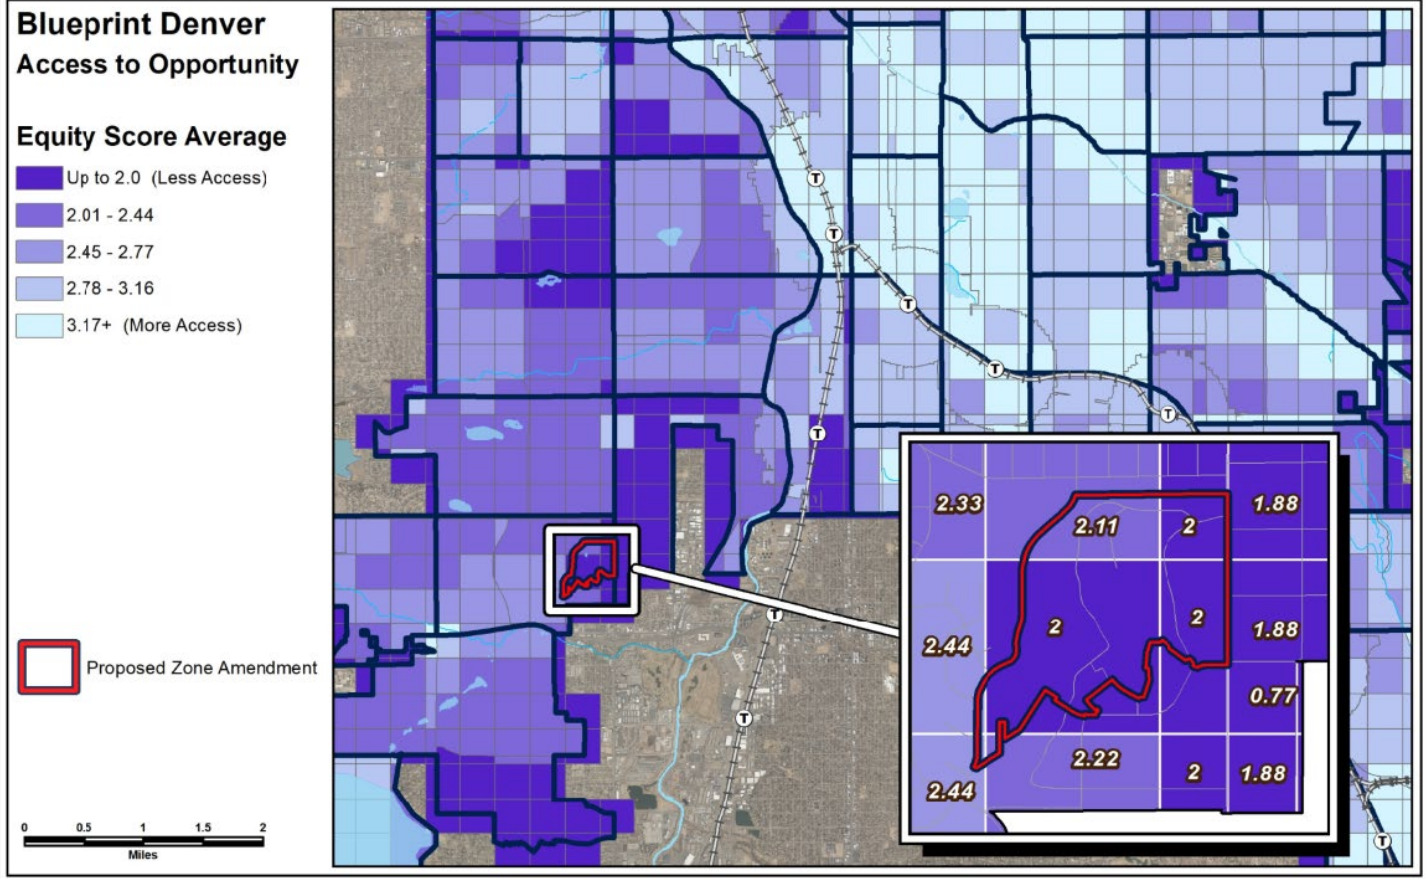 Blueprint Denver
Access to Opportunity
Equity Score Average
Up to 2.0 (Less Access)
2.01 - 2.44
2.45 - 2.77
2.78 - 3.16
3.17+ (More Access)
Proposed Zone Amendment
0 0.5 1 1.5 2
Miles
T
T
T
T
T
T
T
T
T
2.33 2.11 2 1.88
2.44 2 2 1.88
0.77
2.44 2.22 2 1.88